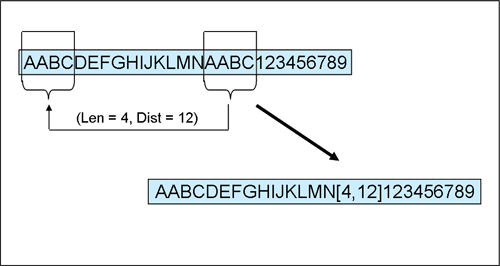 AABCDEFGHIJKLMNAABC123456789
(Len = 4, Dist = 12)
AABCDEFGHIJKLMN[4,12]123456789